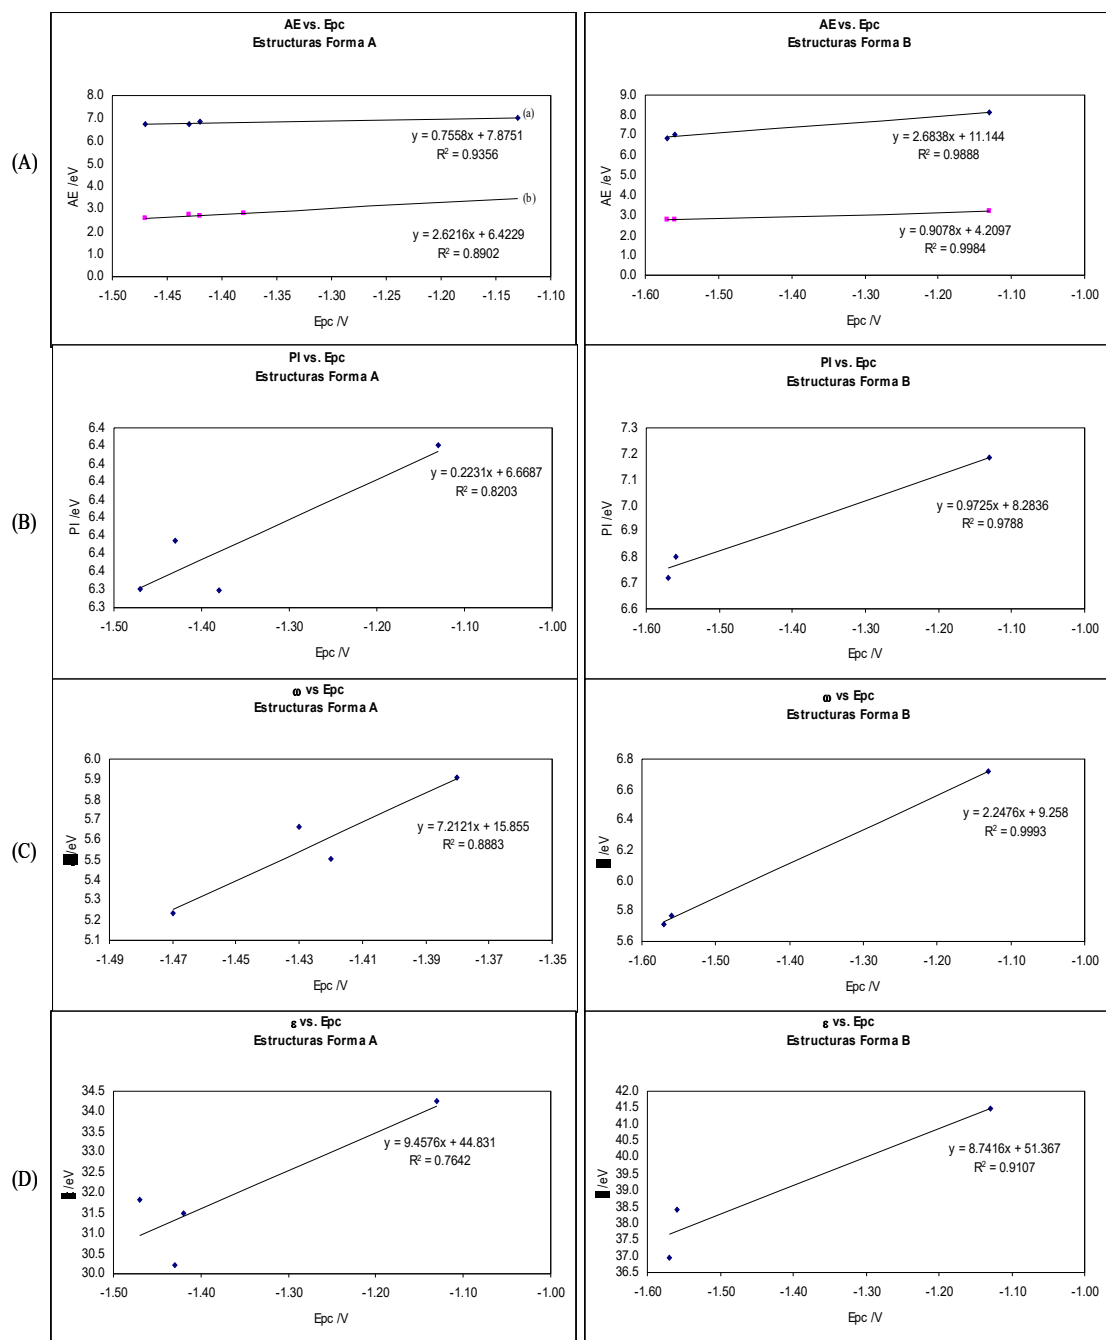 (A)
AE vs. Epc
Estructuras Forma A
8.0
7.0
6.0
5.0
4.0
3.0
2.0
1.0
0.0
AE /eV
(a)
y = 0.7558x + 7.8751
R² = 0.9356
(b)
y = 2.6216x + 6.4229
R² = 0.8902
-1.50 -1.45 -1.40 -1.35 -1.30 -1.25 -1.20 -1.15 -1.10
Epc /V
AE vs. Epc
Estructuras Forma B
9.0
8.0
7.0
6.0
5.0
4.0
3.0
2.0
1.0
0.0
AE /eV
y = 2.6838x + 11.144
R² = 0.9888
y = 0.9078x + 4.2097
R² = 0.9984
-1.60 -1.50 -1.40 -1.30 -1.20 -1.10 -1.00
Epc /V
(B)
PI vs. Epc
Estructuras Forma A
6.4
6.4
6.4
6.4
6.4
6.4
6.4
6.4
6.4
6.3
6.3
PI /eV
y = 0.2231x + 6.6687
R² = 0.8203
-1.50 -1.40 -1.30 -1.20 -1.10 -1.00
Epc /V
PI vs. Epc
Estructuras Forma B
7.3
7.2
7.1
7.0
6.9
6.8
6.7
6.6
PI /eV
y = 0.9725x + 8.2836
R² = 0.9788
-1.60 -1.50 -1.40 -1.30 -1.20 -1.10 -1.00
Epc /V
(C)
ω vs Epc
Estructuras Forma A
6.0
5.9
5.8
5.7
5.6
5.5
5.4
5.3
5.2
5.1
/eV
y = 7.2121x + 15.855
R² = 0.8883
-1.49 -1.47 -1.45 -1.43 -1.41 -1.39 -1.37 -1.35
Epc /V
ω vs Epc
Estructuras Forma B
6.8
6.6
6.4
6.2
6.0
5.8
5.6
/eV
y = 2.2476x + 9.258
R² = 0.9993
-1.60 -1.50 -1.40 -1.30 -1.20 -1.10 -1.00
Epc /V
(D)
ε vs. Epc
Estructuras Forma A
34.5
34.0
33.5
33.0
32.5
32.0
31.5
31.0
30.5
30.0
/eV
y = 9.4576x + 44.831
R² = 0.7642
-1.50 -1.40 -1.30 -1.20 -1.10 -1.00
Epc /V
ε vs. Epc
Estructuras Forma B
42.0
41.5
41.0
40.5
40.0
39.5
39.0
38.5
38.0
37.5
37.0
36.5
/eV
y = 8.7416x + 51.367
R² = 0.9107
-1.60 -1.50 -1.40 -1.30 -1.20 -1.10 -1.00
Epc /V